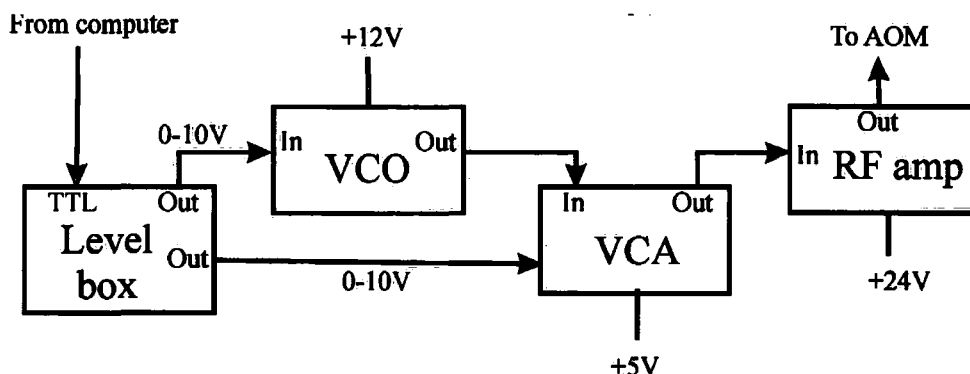 From computer
+12V
To AOM
0-10V
In
Out
VCO
Out
In
RF amp
TTL
Out
Level
box
Out
In
Out
VCA
0-10V
+24V
+5V